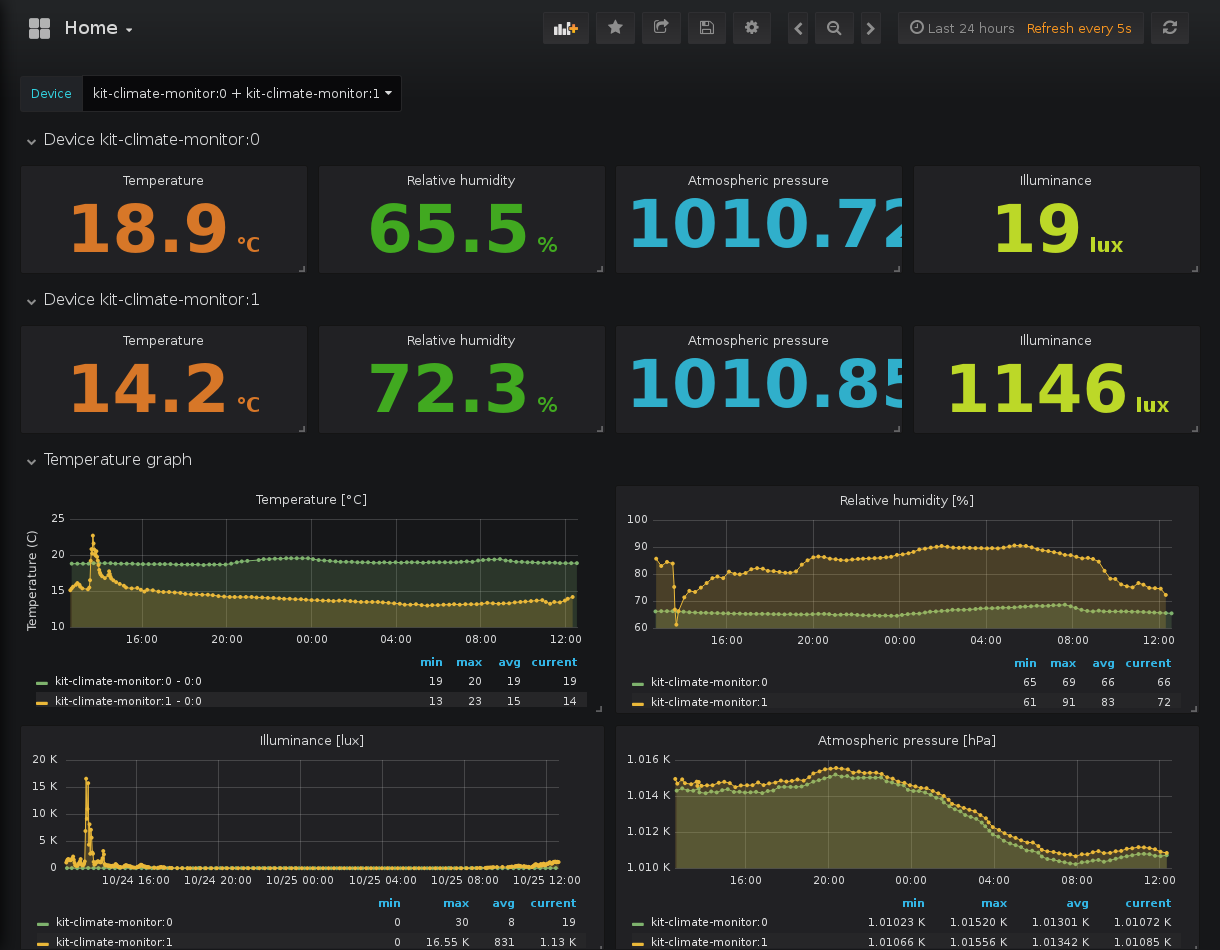 Home
Last 24 hours Refresh every 5s
Device kit-climate-monitor:0 + kit-climate-monitor:1
Device kit-climate-monitor:0
Temperature Relative humidity Atmospheric pressure Illuminance
18.9 °C 65.5 % 1010.72 19 lux
Device kit-climate-monitor:1
Temperature Relative humidity Atmospheric pressure Illuminance
14.2 °C 72.3 % 1010.85 1146 lux
Temperature graph
Temperature [°C]
Temperature (C)
25
20
15
10
16:00 20:00 00:00 04:00 08:00 12:00
min max avg current
kit-climate-monitor:0 - 0:0 19 20 19 19
kit-climate-monitor:1 - 0:0 13 23 15 14
Relative humidity [%]
100
90
80
70
60
16:00 20:00 00:00 04:00 08:00 12:00
min max avg current
kit-climate-monitor:0 65 69 66 66
kit-climate-monitor:1 61 91 83 72
Illuminance [lux]
20 K
15 K
10 K
5 K
0
10/24 16:00 10/24 20:00 10/25 00:00 10/25 04:00 10/25 08:00 10/25 12:00
min max avg current
kit-climate-monitor:0 0 30 8 19
kit-climate-monitor:1 0 16.55 K 831 1.13 K
Atmospheric pressure [hPa]
1.016 K
1.014 K
1.012 K
1.010 K
16:00 20:00 00:00 04:00 08:00 12:00
min max avg current
kit-climate-monitor:0 1.01023 K 1.01520 K 1.01301 K 1.01072 K
kit-climate-monitor:1 1.01066 K 1.01556 K 1.01342 K 1.01085 K